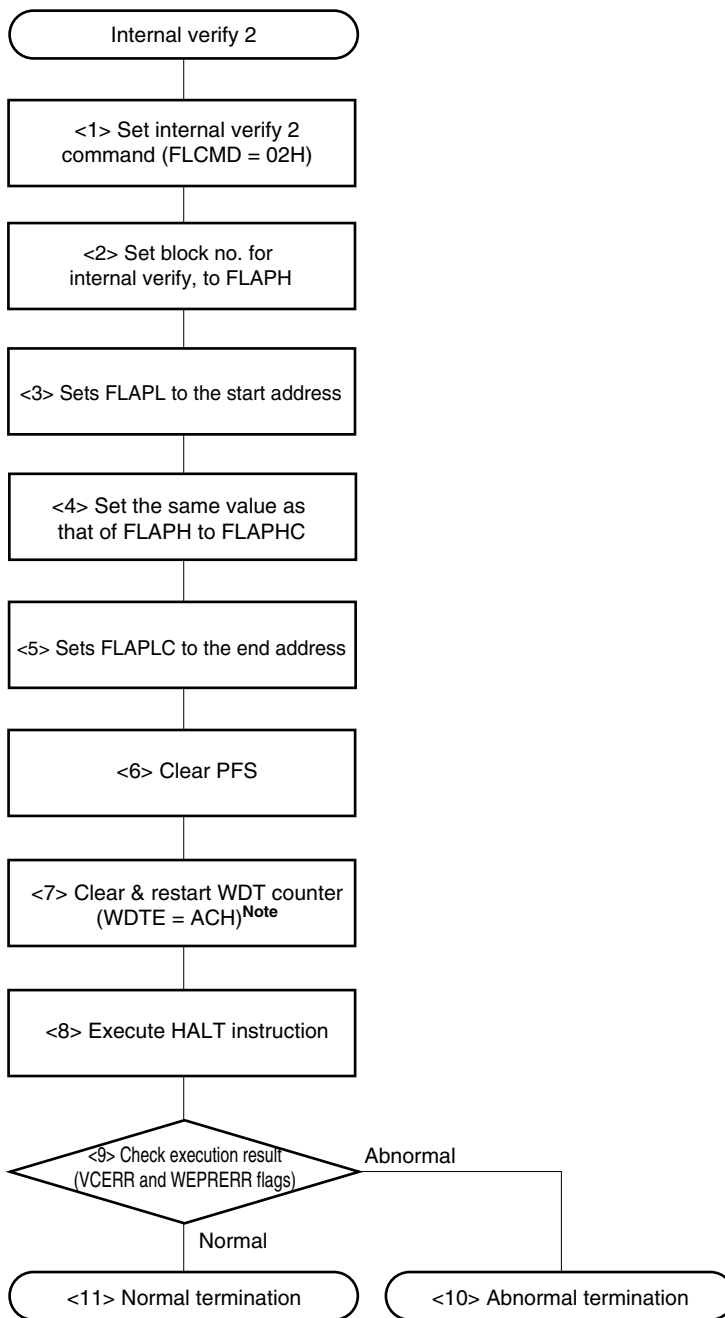 Internal verify 2
<1> Set internal verify 2
command (FLCMD = 02H)
<2> Set block no. for
internal verify, to FLAPH
<3> Sets FLAPL to the start address
<4> Set the same value as
that of FLAPH to FLAPHC
<5> Sets FLAPLC to the end address
<6> Clear PFS
<7> Clear & restart WDT counter
(WDTE = ACH)Note
<8> Execute HALT instruction
<9> Check execution result
(VCERR and WEPRERR flags)
Abnormal
Normal
<11> Normal termination
<10> Abnormal termination